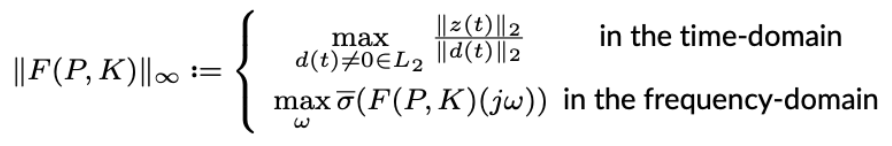 ‖F(P, K)‖∞ := { max_{d(t)≠0∈L₂} ‖z(t)‖₂ / ‖d(t)‖₂ in the time-domain
max_ω σ̅(F(P, K)(jω)) in the frequency-domain